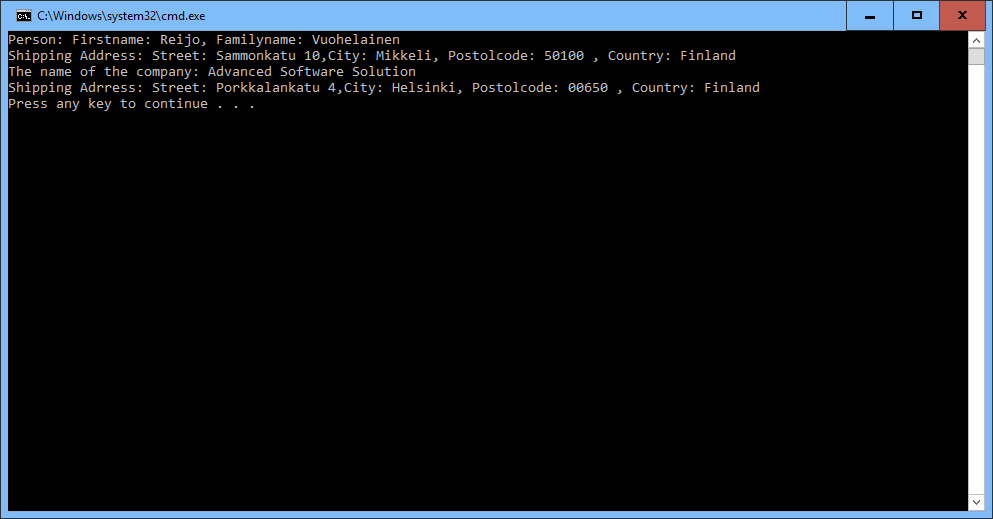 C:\Windows\system32\cmd.exe
Person: Firstname: Reijo, Familyname: Vuohelainen
Shipping Address: Street: Sammonkatu 10,City: Mikkeli, Postolcode: 50100 , Country: Finland
The name of the company: Advanced Software Solution
Shipping Adrress: Street: Porkkalankatu 4,City: Helsinki, Postolcode: 00650 , Country: Finland
Press any key to continue . . .